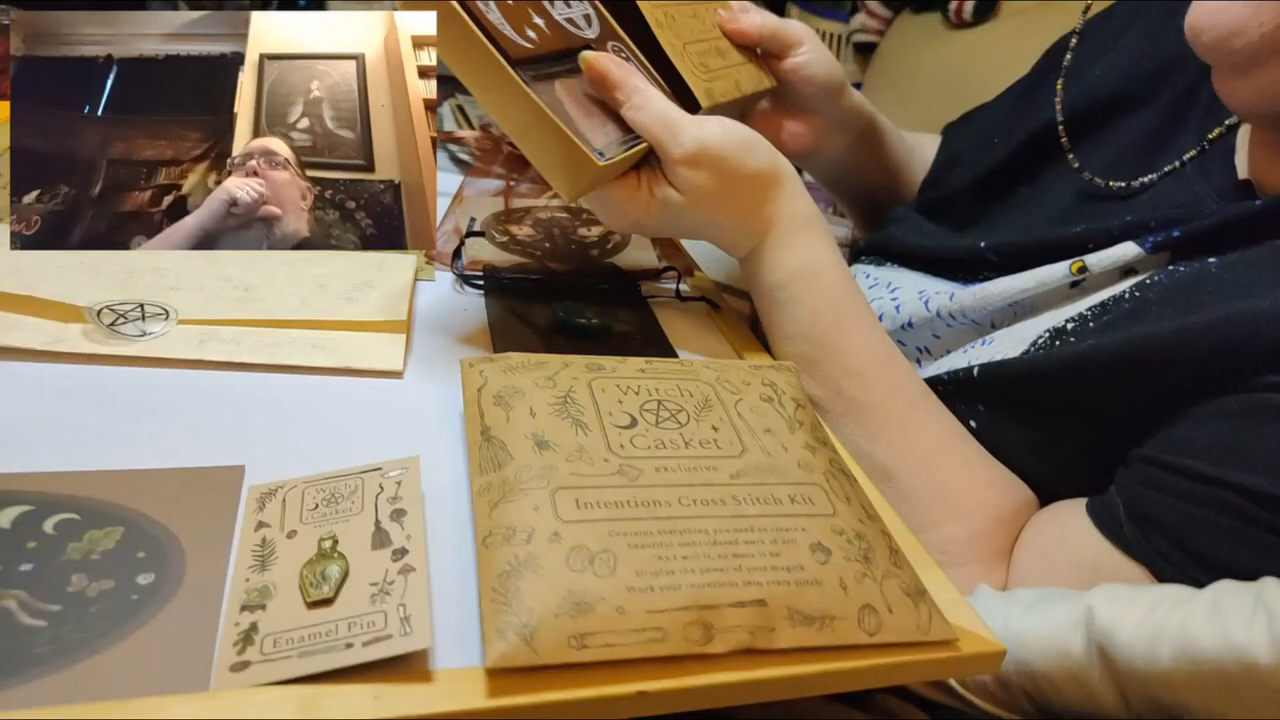 Witch
Casket
exclusive
Intentions Cross Stitch Kit
Contains everything you need to create a
beautiful embroidered work of art!
As I will it, so mote it be
Display the power of your magick
Work your intentions into every stitch!
Witch
Casket
exclusive
Enamel Pin